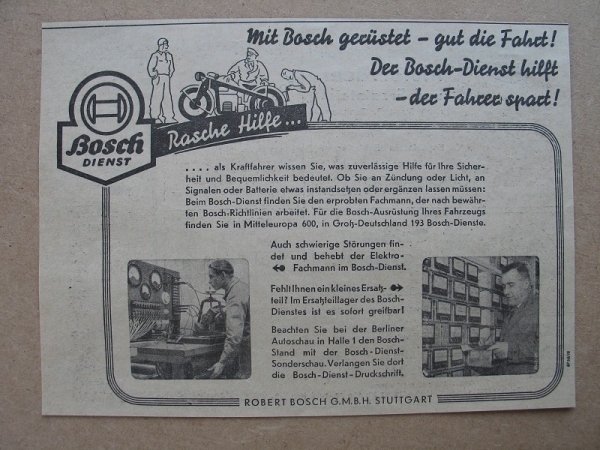 Mit Bosch gerüstet – gut die Fahrt!
Der Bosch-Dienst hilft
– der Fahrer spart!
Bosch
DIENST
Rasche Hilfe...
.... als Kraftfahrer wissen Sie, was zuverlässige Hilfe für Ihre Sicher-
heit und Bequemlichkeit bedeutet. Ob Sie an Zündung oder Licht, an
Signalen oder Batterie etwas instandsetzen oder ergänzen lassen müssen:
Beim Bosch-Dienst finden Sie den erprobten Fachmann, der nach bewähr-
ten Bosch-Richtlinien arbeitet. Für die Bosch-Ausrüstung Ihres Fahrzeugs
finden Sie in Mitteleuropa 600, in Groß-Deutschland 193 Bosch-Dienste.
Auch schwierige Störungen fin-
det und behebt der Elektro-
Fachmann im Bosch-Dienst.
Fehlt Ihnen ein kleines Ersatz-
teil? Im Ersatzteillager des Bosch-
Dienstes ist es sofort greifbar!
Beachten Sie bei der Berliner
Autoschau in Halle 1 den Bosch-
Stand mit der Bosch-Dienst-
Sonderschau. Verlangen Sie dort
die Bosch-Dienst-Druckschrift.
ROBERT BOSCH G.M.B.H. STUTTGART